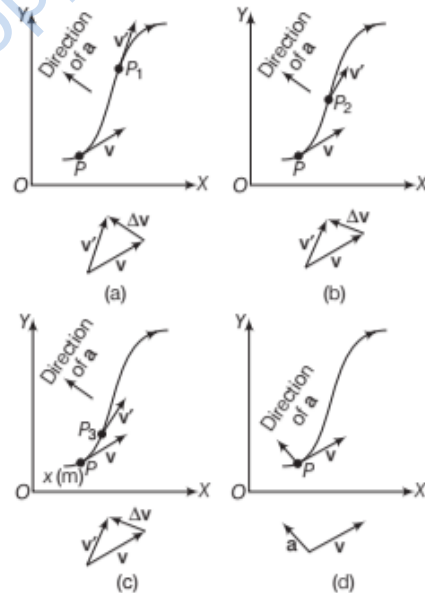 Y
Direction
of a
v'
P1
P
v
O
X
v'
Δv
v
(a)
Y
Direction
of a
v'
P2
P
v
O
X
v'
Δv
v
(b)
Y
Direction
of a
P3
v'
x (m)
P
v
O
X
v'
Δv
v
(c)
Y
Direction
of a
P
v
O
X
a
v
(d)